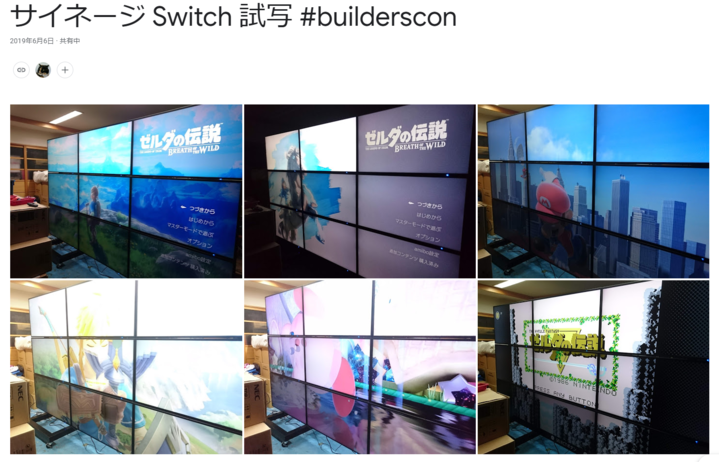 サイネージ Switch 試写 #builderscon
2019年6月6日 · 共有中
ゼルダの伝説
BREATH OF THE WILD
つづきから
はじめから
マスターモードで遊ぶ
オプション
ゼルダの伝説
BREATH OF THE WILD
つづきから
はじめから
マスターモードで遊ぶ
オプション
ゼルダの伝説
©1986 NINTENDO
NEC
NEC